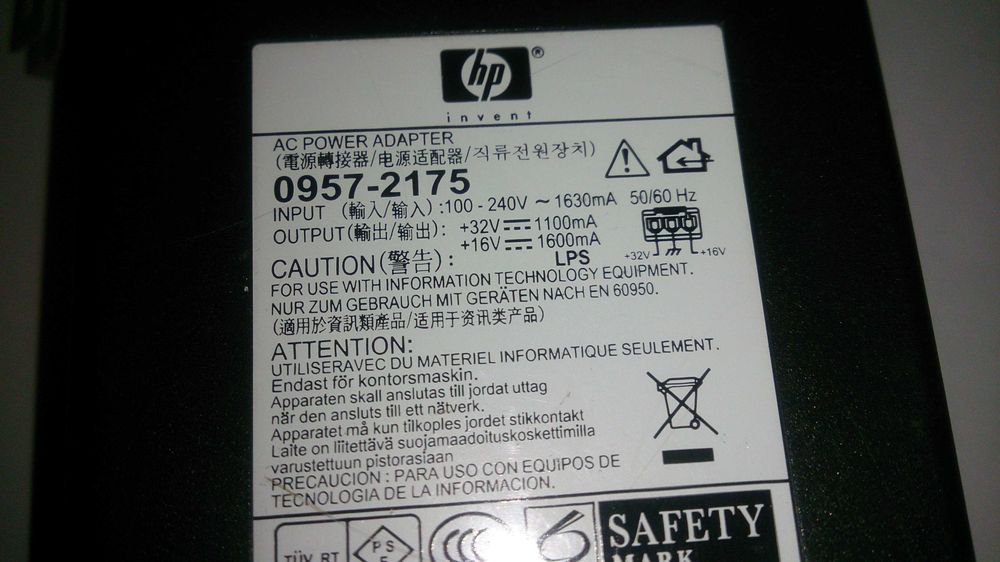 hp®
invent
AC POWER ADAPTER
(電源轉接器/电源适配器/직류전원장치)
0957-2175
INPUT (輸入/输入):100 - 240V ~ 1630mA 50/60 Hz
OUTPUT(輸出/输出): +32V⎓1100mA
+16V⎓1600mA
LPS
+32V +16V
CAUTION(警告):
FOR USE WITH INFORMATION TECHNOLOGY EQUIPMENT.
NUR ZUM GEBRAUCH MIT GERÄTEN NACH EN 60950.
(適用於資訊類產品/适用于资讯类产品)
ATTENTION:
UTILISERAVEC DU MATERIEL INFORMATIQUE SEULEMENT.
Endast för kontorsmaskin.
Apparaten skall anslutas till jordat uttag
när den ansluts till ett nätverk.
Apparatet må kun tilkoples jordet stikkontakt
Laite on liitettävä suojamaadoituskoskettimilla
varustettuun pistorasiaan
PRECAUCION : PARA USO CON EQUIPOS DE
TECNOLOGIA DE LA INFORMACION.
TÜV RT
PS
E
CCC
SAFETY
MARK